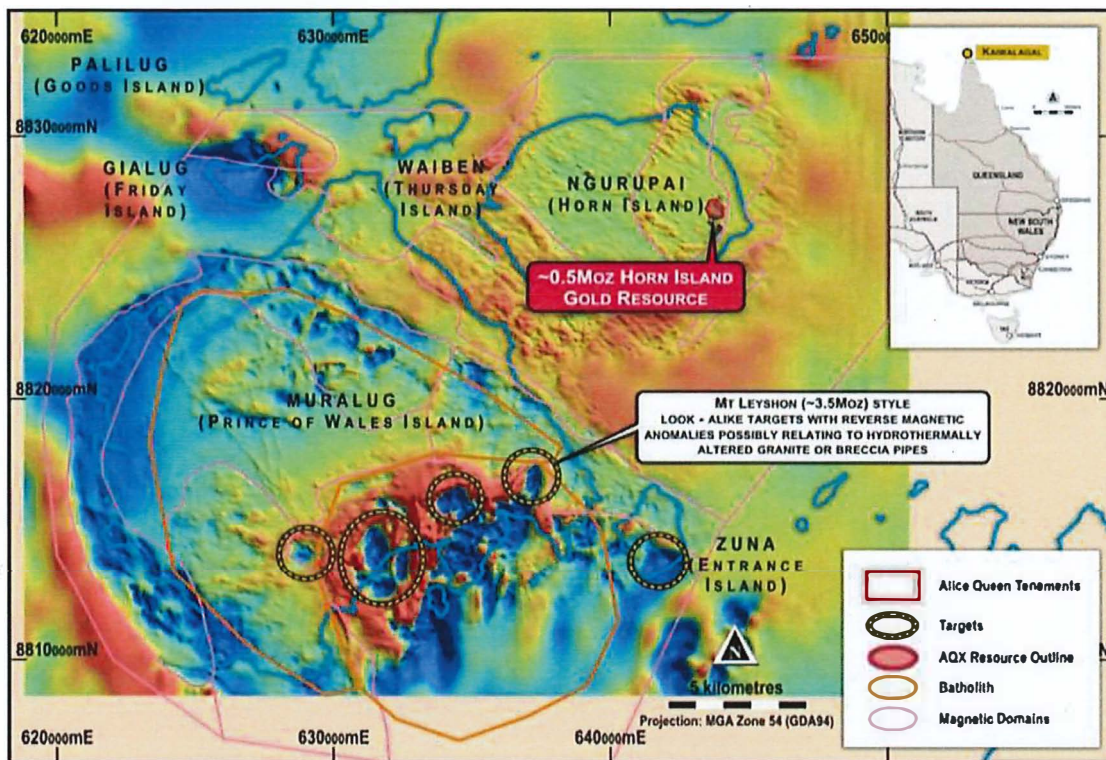 620000mE
630000mE
650
KARRALAGAL
PALILUG
(GOODS ISLAND)
8830000mN
GIALUG
(FRIDAY
ISLAND)
WAIBEN
(THURSDAY
ISLAND)
NGURUPAI
(HORN ISLAND)
QUEENSLAND
NEW SOUTH
WALES
SYDNEY
CANBERRA
MELBOURNE
~0.5MOZ HORN ISLAND
GOLD RESOURCE
8820000mN
8820000mN
MURALUG
(PRINCE OF WALES ISLAND)
MT LEYSHON (~3.5MOZ) STYLE
LOOK - ALIKE TARGETS WITH REVERSE MAGNETIC
ANOMALIES POSSIBLY RELATING TO HYDROTHERMALLY
ALTERED GRANITE OR BRECCIA PIPES
ZUNA
(ENTRANCE
ISLAND)
8810000mN
N
5 kilometres
Projection: MGA Zone 54 (GDA94)
Alice Queen Tenements
Targets
AQX Resource Outline
Batholith
Magnetic Domains
620000mE
630000mE
640000mE